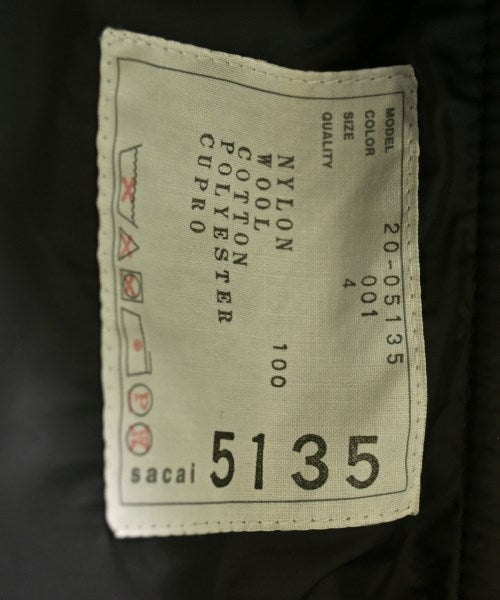 MODEL 20-05135
COLOR 001
SIZE 4
QUALITY
NYLON 100
WOOL
COTTON
POLYESTER
CUPRO
P
sacai 5135